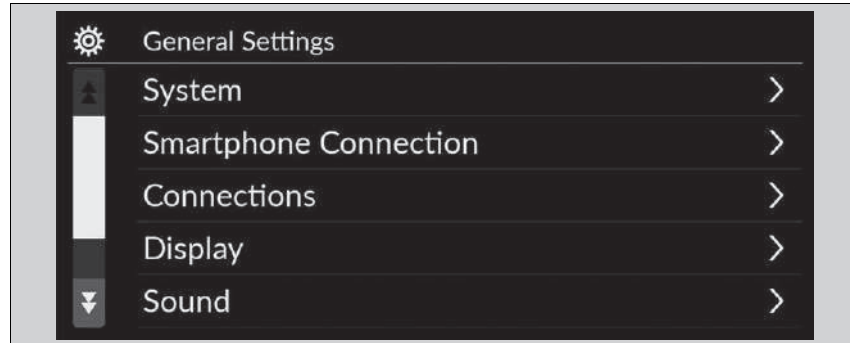 General Settings
System
Smartphone Connection
Connections
Display
Sound